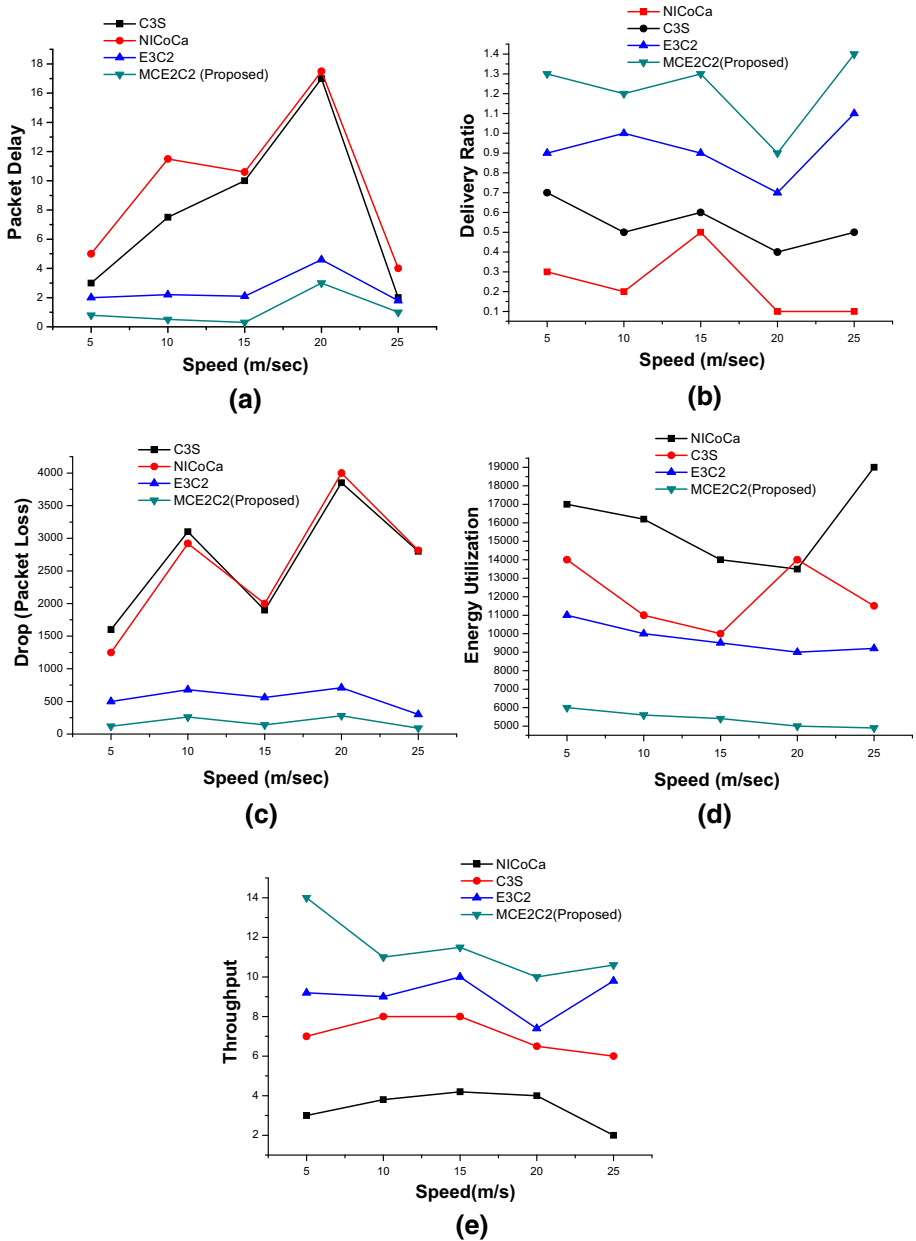 C3S
NICoCa
E3C2
MCE2C2 (Proposed)
18
16
14
12
10
8
6
4
2
0
Packet Delay
5 10 15 20 25
Speed (m/sec)
(a)
NICoCa
C3S
E3C2
MCE2C2(Proposed)
1.4
1.3
1.2
1.1
1.0
0.9
0.8
0.7
0.6
0.5
0.4
0.3
0.2
0.1
Delivery Ratio
5 10 15 20 25
Speed (m/sec)
(b)
C3S
NICoCa
E3C2
MCE2C2(Proposed)
4000
3500
3000
2500
2000
1500
1000
500
0
Drop (Packet Loss)
5 10 15 20 25
Speed (m/sec)
(c)
NICoCa
C3S
E3C2
MCE2C2(Proposed)
19000
18000
17000
16000
15000
14000
13000
12000
11000
10000
9000
8000
7000
6000
5000
Energy Utilization
5 10 15 20 25
Speed (m/sec)
(d)
NICoCa
C3S
E3C2
MCE2C2(Proposed)
14
12
10
8
6
4
2
Throughput
5 10 15 20 25
Speed(m/s)
(e)